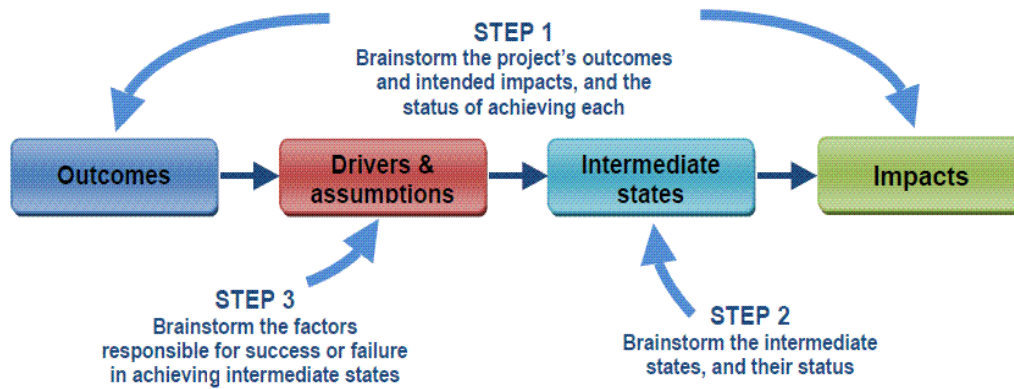 STEP 1
Brainstorm the project's outcomes
and intended impacts, and the
status of achieving each
Outcomes
Drivers &
assumptions
Intermediate
states
Impacts
STEP 3
Brainstorm the factors
responsible for success or failure
in achieving intermediate states
STEP 2
Brainstorm the intermediate
states, and their status